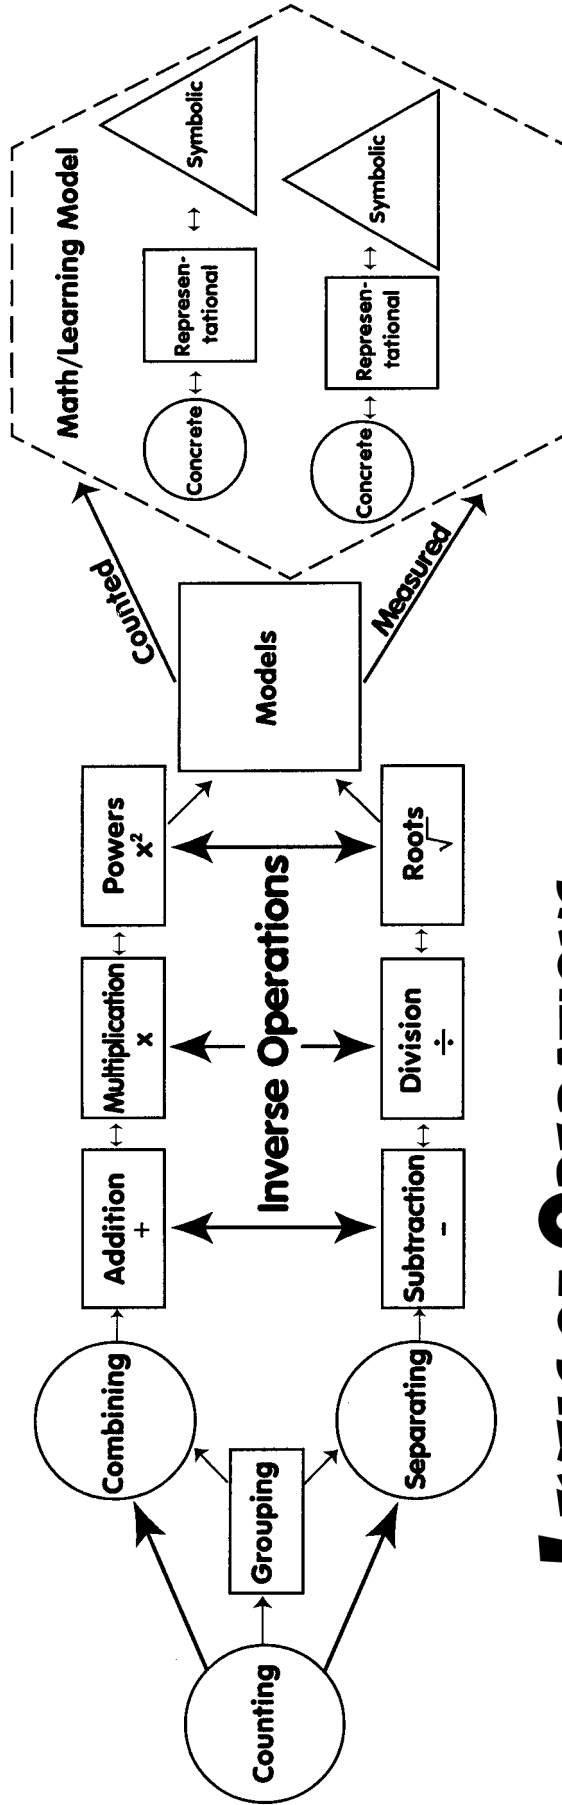 Counting
Grouping
Combining
Separating
Addition
+
Multiplication
x
Powers
x²
Inverse Operations
Subtraction
-
Division
÷
Roots
√
Models
Counted
Measured
Math/Learning Model
Concrete
Represen-
tational
Symbolic
Concrete
Represen-
tational
Symbolic